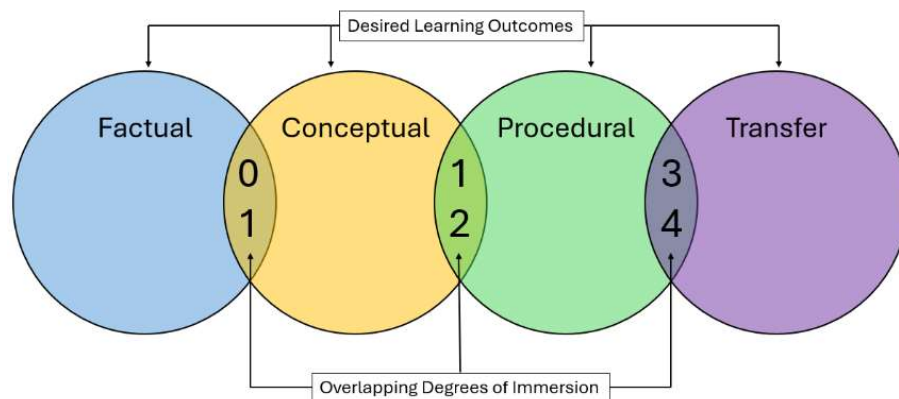 Desired Learning Outcomes
Factual
Conceptual
Procedural
Transfer
0
1
1
2
3
4
Overlapping Degrees of Immersion